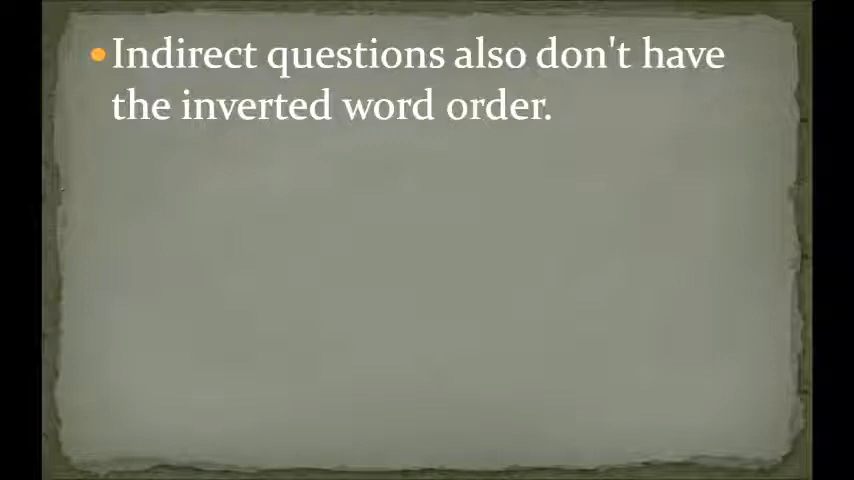 Indirect questions also don't have
the inverted word order.